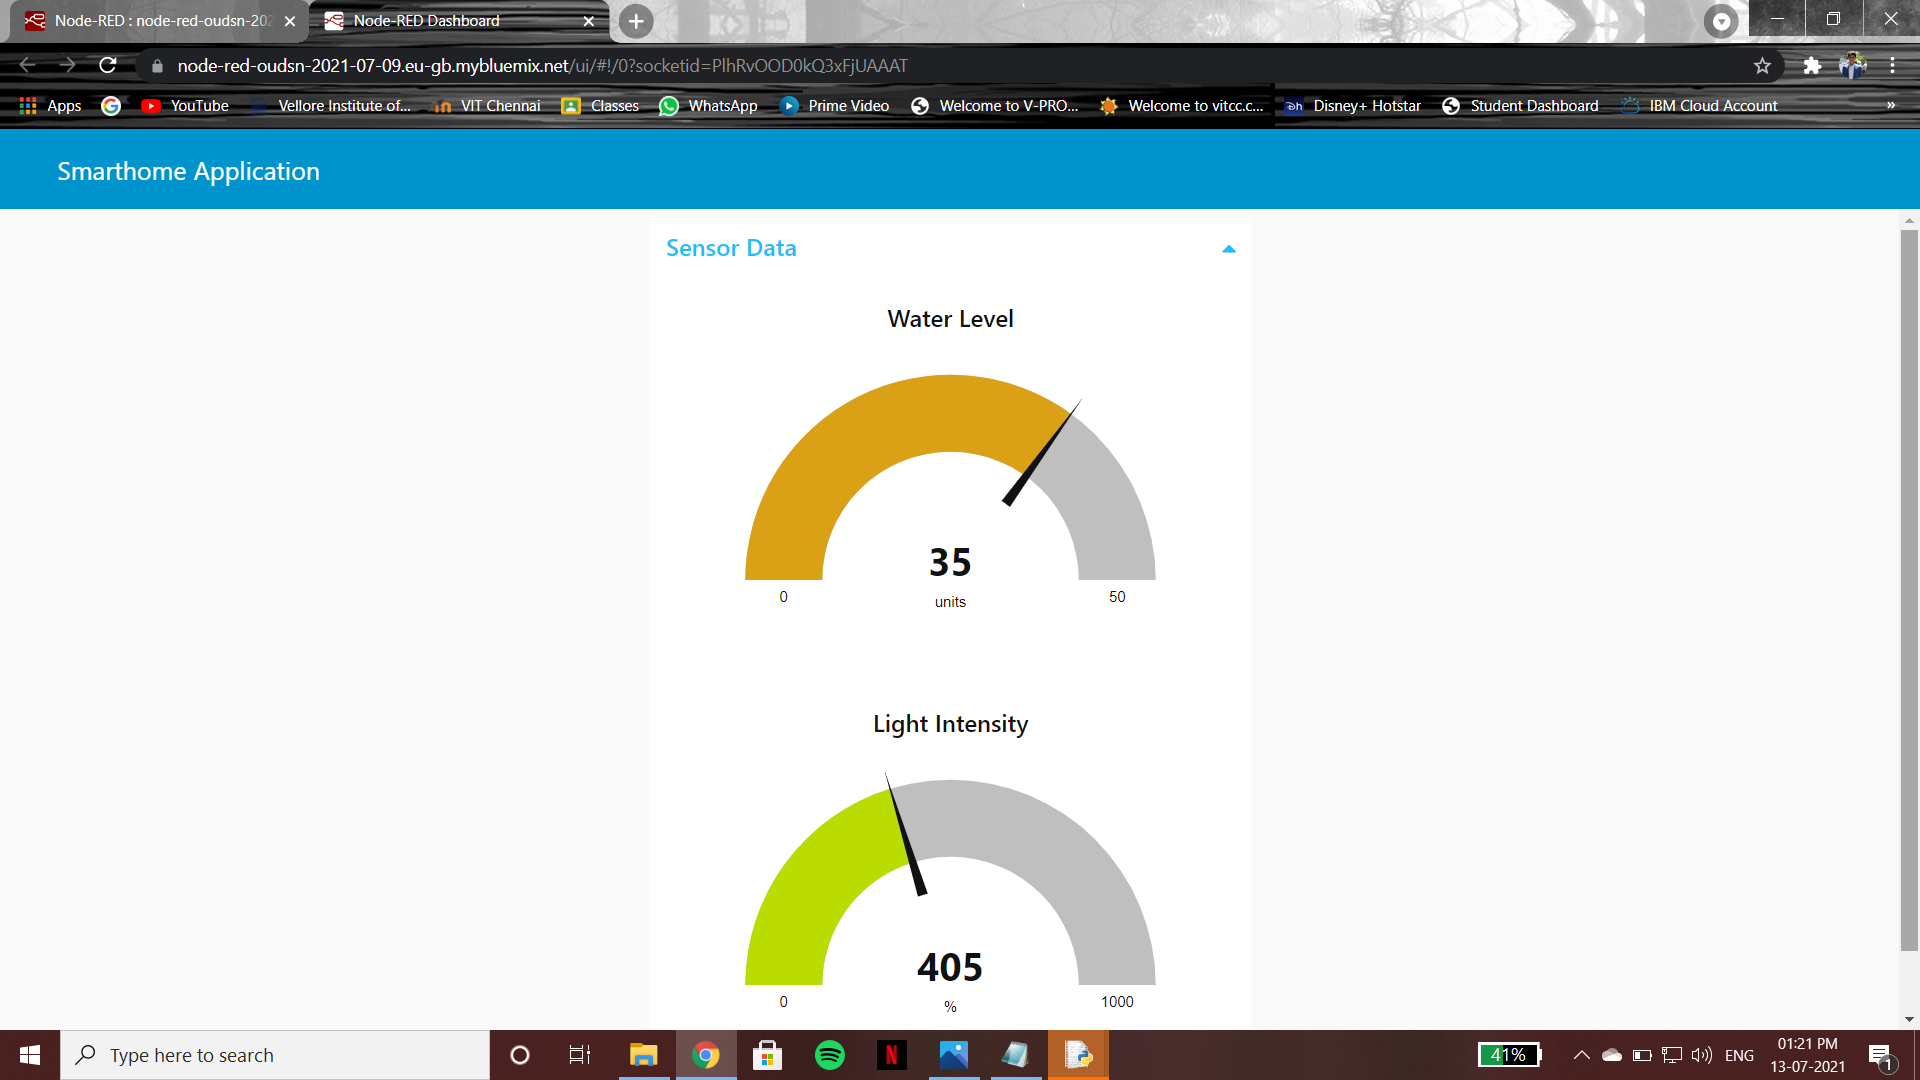 Node-RED : node-red-oudsn-202
Node-RED Dashboard
node-red-oudsn-2021-07-09.eu-gb.mybluemix.net/ui/#!/0?socketid=PlhRvOOD0kQ3xFjUAAAT
Apps YouTube Vellore Institute of... VIT Chennai Classes WhatsApp Prime Video Welcome to V-PRO... Welcome to vitcc.c... Disney+ Hotstar Student Dashboard IBM Cloud Account »
Smarthome Application
Sensor Data
Water Level
35
0 units 50
Light Intensity
405
0 % 1000
Type here to search
41%
ENG
01:21 PM
13-07-2021
1